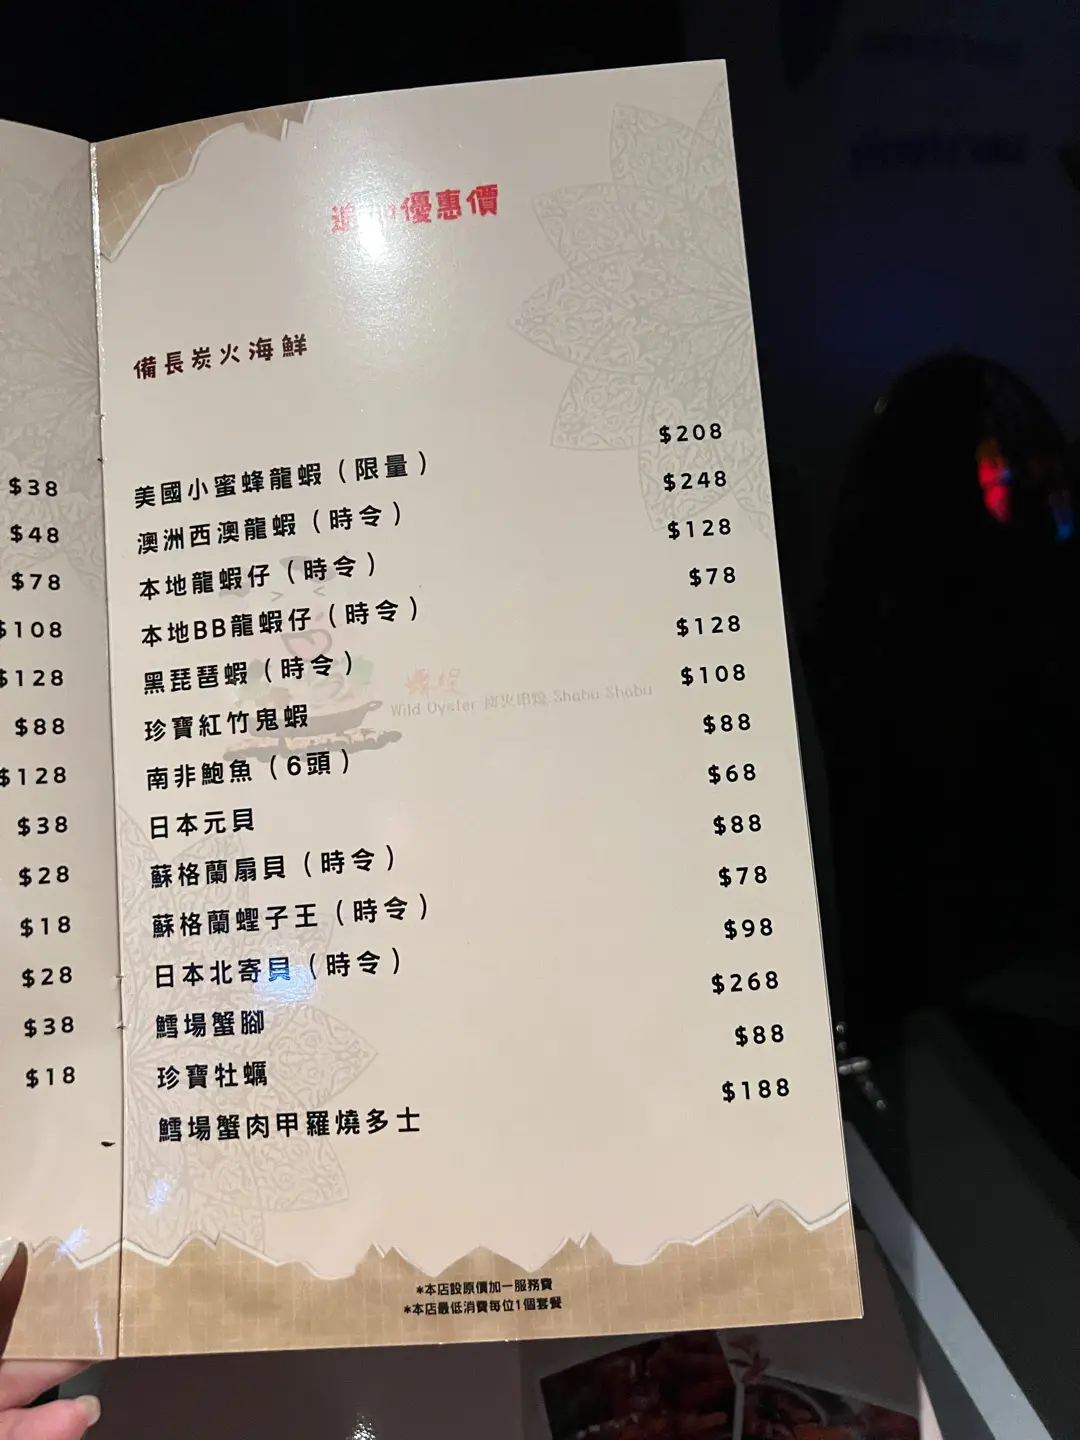 $38
$48
$78
$108
$128
$88
$128
$38
$28
$18
$28
$38
$18
優惠價
備長炭火海鮮
美國小蜜蜂龍蝦（限量） $208
澳洲西澳龍蝦（時令） $248
本地龍蝦仔（時令） $128
本地BB龍蝦仔（時令） $78
黑琵琶蝦（時令） $128
珍寶紅竹鬼蝦 $108
南非鮑魚（6頭） $88
日本元貝 $68
蘇格蘭扇貝（時令） $88
蘇格蘭蟶子王（時令） $78
日本北寄貝（時令） $98
鱈場蟹腳 $268
珍寶牡蠣 $88
鱈場蟹肉甲羅燒多士 $188
Wild Oyster 炭火串燒 Shabu Shabu
*本店設原價加一服務費
*本店最低消費每位1個套餐